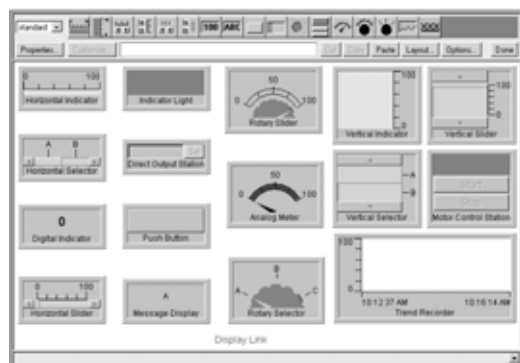 standard 100 ABC XXX
Properties... Customize... Cut Copy Paste Layout... Options... Done
0 100
Horizontal Indicator
Indicator Light
0 50 100
Rotary Slider
100 0
Vertical Indicator
100 0
Vertical Slider
A B
Horizontal Selector
Set
Direct Output Station
0 50 100
Analog Meter
A
B
Vertical Selector
Start
Stop
Motor Control Station
0
Digital Indicator
Push Button
0 100
Horizontal Slider
A
Message Display
A B C
Rotary Selector
100
0
10:12:37 AM 10:16:14 AM
Trend Recorder
Display Link